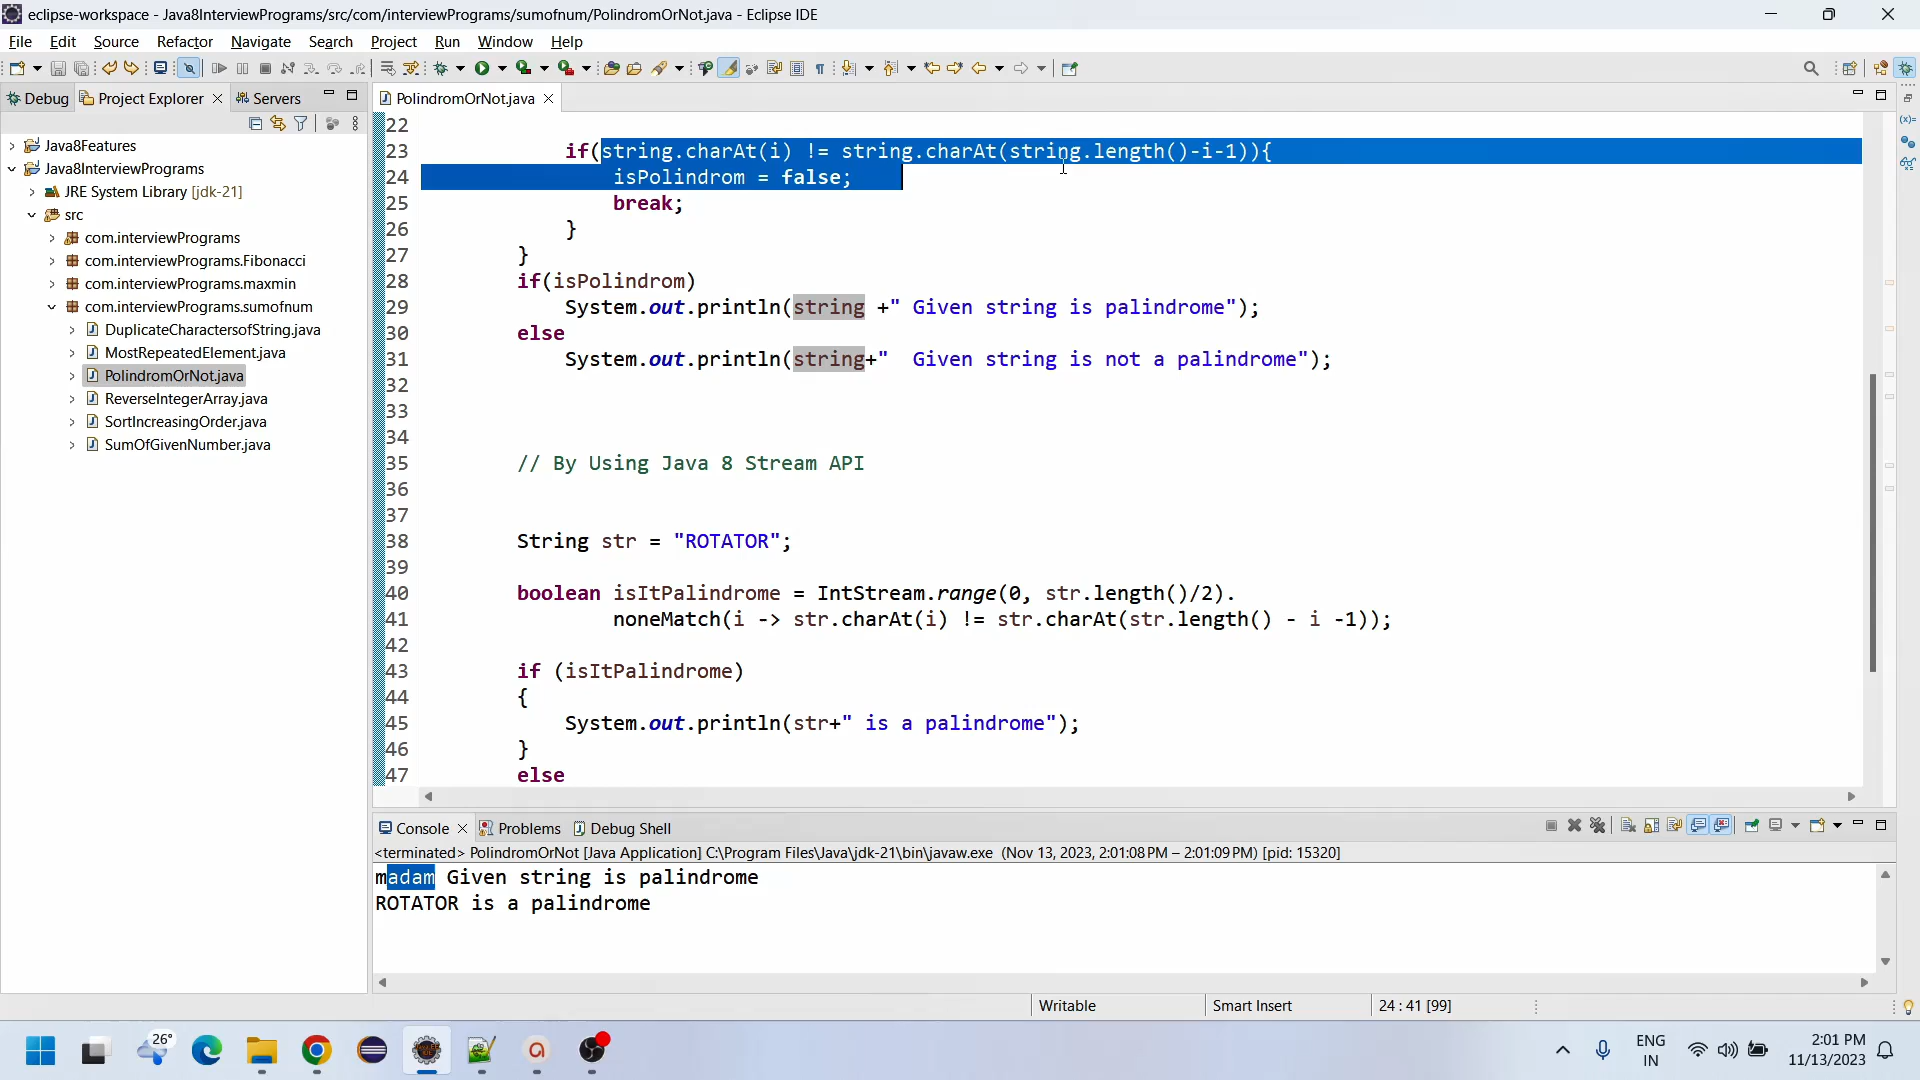 eclipse-workspace - Java8InterviewPrograms/src/com/interviewPrograms/sumofnum/PolindromOrNot.java - Eclipse IDE
File Edit Source Refactor Navigate Search Project Run Window Help
Debug Project Explorer Servers
PolindromOrNot.java
Java8Features
Java8InterviewPrograms
JRE System Library [jdk-21]
src
com.interviewPrograms
com.interviewPrograms.Fibonacci
com.interviewPrograms.maxmin
com.interviewPrograms.sumofnum
DuplicateCharactersofString.java
MostRepeatedElement.java
PolindromOrNot.java
ReverseIntegerArray.java
SortIncreasingOrder.java
SumOfGivenNumber.java
22
23 if(string.charAt(i) != string.charAt(string.length()-i-1)){
24 isPolindrom = false;
25 break;
26 }
27 }
28 if(isPolindrom)
29 System.out.println(string +" Given string is palindrome");
30 else
31 System.out.println(string+"  Given string is not a palindrome");
32
33
34
35 // By Using Java 8 Stream API
36
37
38 String str = "ROTATOR";
39
40 boolean isItPalindrome = IntStream.range(0, str.length()/2).
41 noneMatch(i -> str.charAt(i) != str.charAt(str.length() - i -1));
42
43 if (isItPalindrome)
44 {
45 System.out.println(str+" is a palindrome");
46 }
47 else
Console Problems Debug Shell
<terminated> PolindromOrNot [Java Application] C:\Program Files\Java\jdk-21\bin\javaw.exe (Nov 13, 2023, 2:01:08 PM – 2:01:09 PM) [pid: 15320]
madam Given string is palindrome
ROTATOR is a palindrome
Writable Smart Insert 24 : 41 [99]
26°
ENG
IN
2:01 PM
11/13/2023